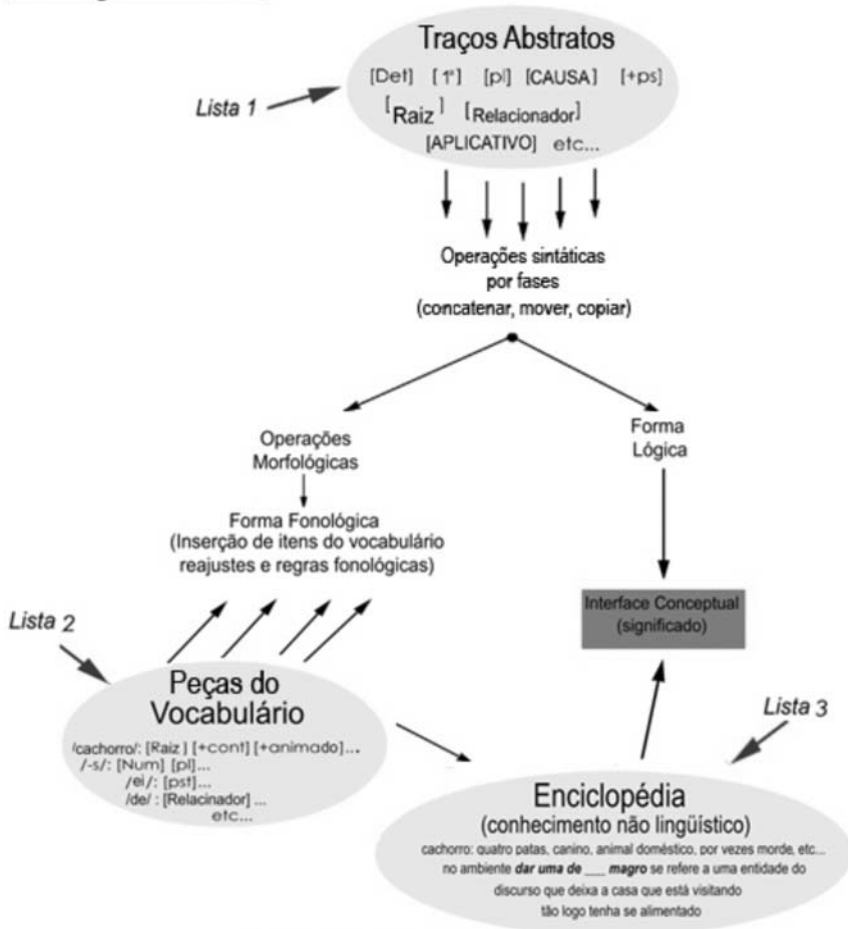 Traços Abstratos
[Det] [1ª] [pl] [CAUSA] [+ps]
[Raiz] [Relacionador]
[APLICATIVO] etc...
Lista 1
Operações sintáticas
por fases
(concatenar, mover, copiar)
Operações
Morfológicas
Forma
Lógica
Forma Fonológica
(Inserção de itens do vocabulário
reajustes e regras fonológicas)
Interface Conceptual
(significado)
Lista 2
Peças do
Vocabulário
/cachorro/: [Raiz ] [+cont] [+animado]...
/-s/: [Num] [pl]...
/ei/: [pst]...
/de/ : [Relacinador] ...
etc...
Lista 3
Enciclopédia
(conhecimento não lingüístico)
cachorro: quatro patas, canino, animal doméstico, por vezes morde, etc...
no ambiente dar uma de ___ magro se refere a uma entidade do
discurso que deixa a casa que está visitando
tão logo tenha se alimentado